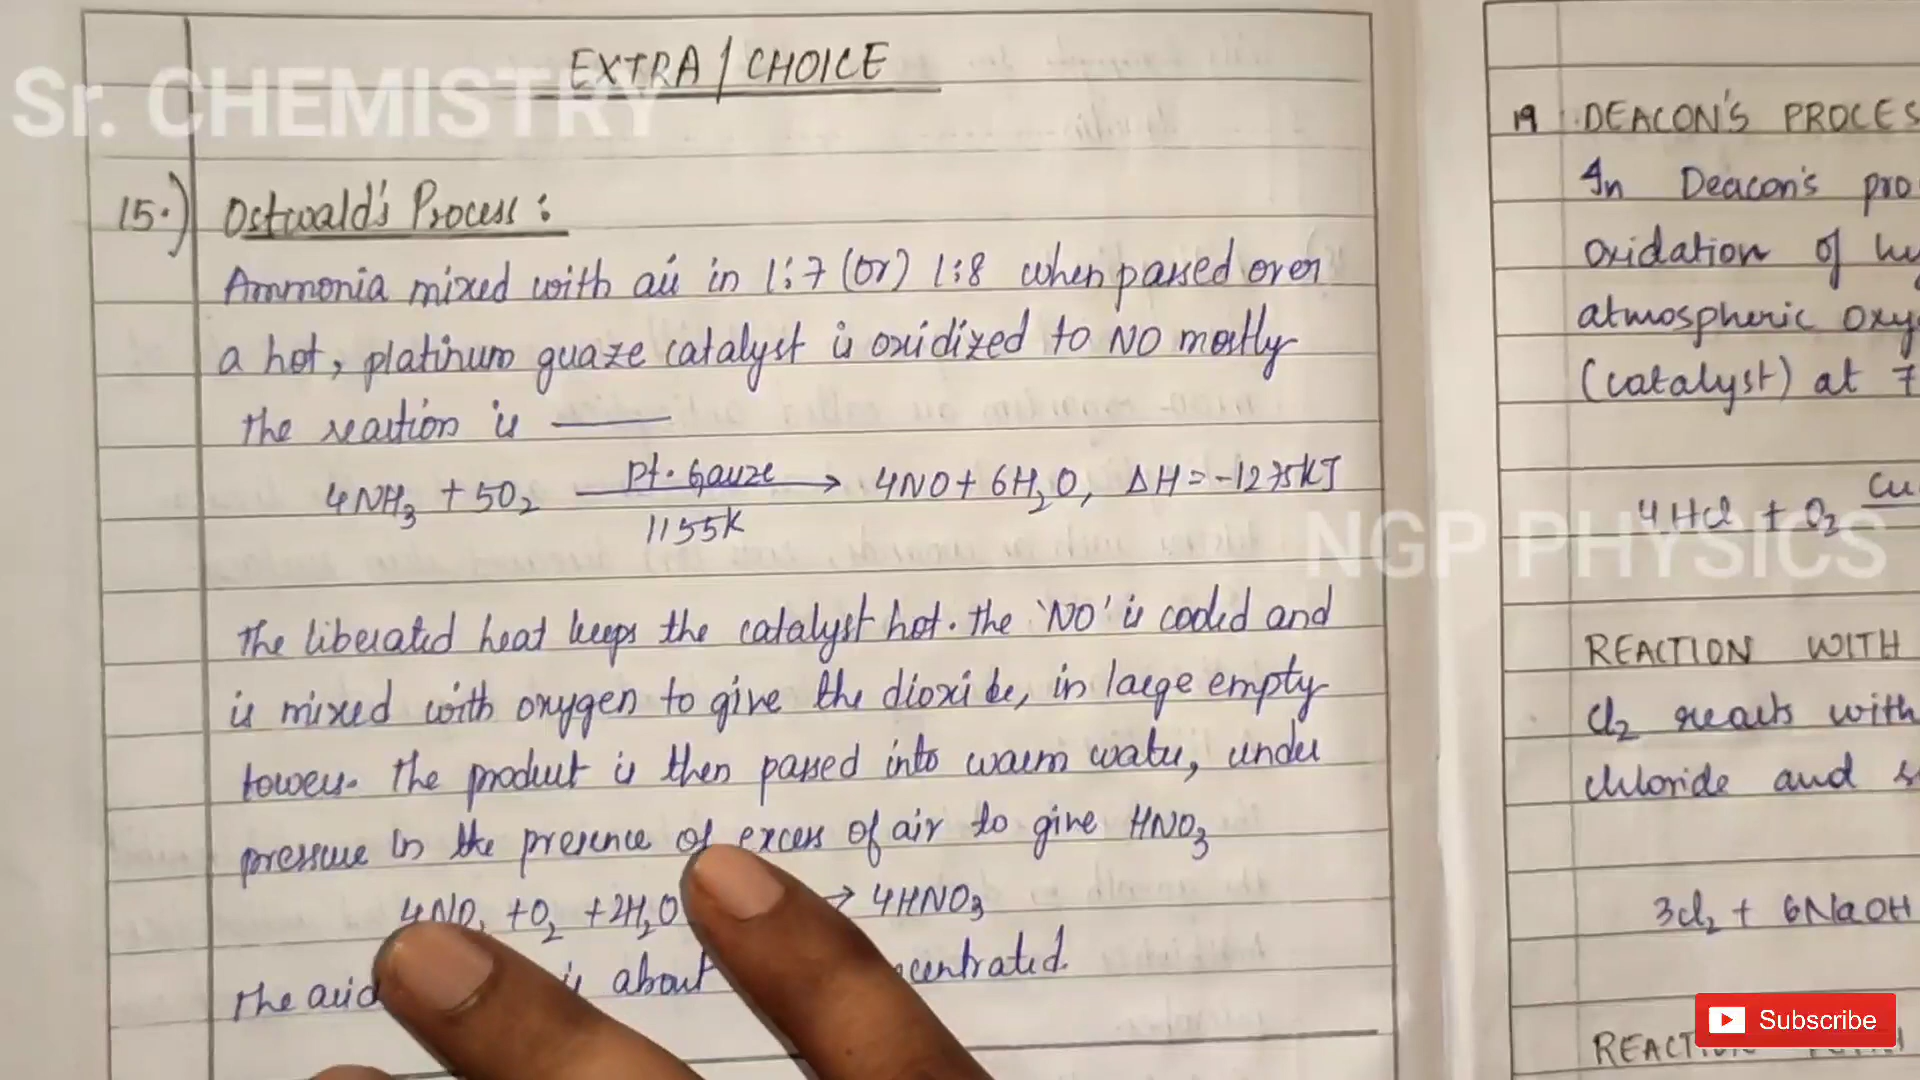 EXTRA / CHOICE
Sr. CHEMISTRY
15.) Ostwald's Process:
Ammonia mixed with air in 1:7 (or) 1:8 when passed over
a hot, platinum guaze catalyst is oxidized to NO mostly
the reaction is ——
4NH3 + 5O2 Pt. Gauze → 4NO + 6H2O, ΔH = -1275kJ
1155K
the liberated heat keeps the catalyst hot. the 'NO' is cooled and
is mixed with oxygen to give the dioxide, in large empty
towers. the product is then passed into warm water, under
pressure in the presence of excess of air to give HNO3
4NO2 + O2 + 2H2O → 4HNO3
the acid is about centrated.
19 DEACON'S PROCES
In Deacon's pro
oxidation of hy
atmospheric oxy
(catalyst) at 7
4HCl + O2 Cu
NGP PHYSICS
REACTION WITH
Cl2 reacts with
chloride and s
3Cl2 + 6NaOH
REACT
Subscribe